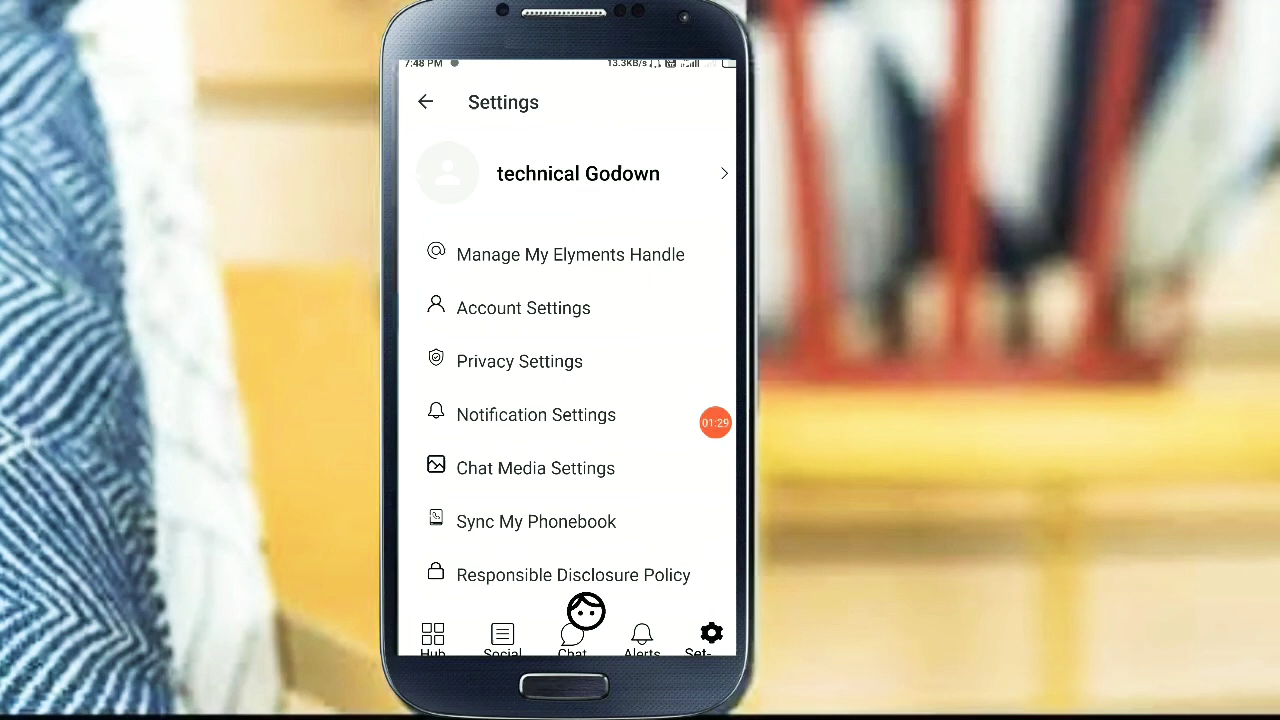 7:48 PM 13.3KB/s
Settings
technical Godown
Manage My Elyments Handle
Account Settings
Privacy Settings
Notification Settings
01:29
Chat Media Settings
Sync My Phonebook
Responsible Disclosure Policy
Hub Social Chat Alerts Set-